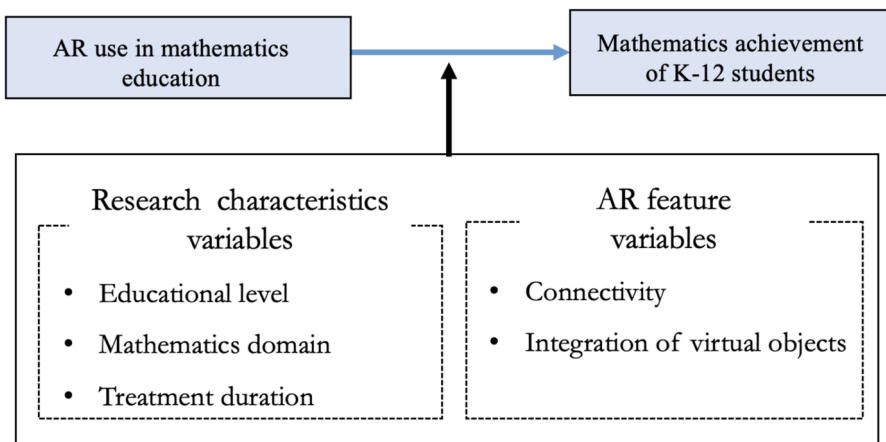 AR use in mathematics
education
Mathematics achievement
of K-12 students
Research characteristics
variables
• Educational level
• Mathematics domain
• Treatment duration
AR feature
variables
• Connectivity
• Integration of virtual objects